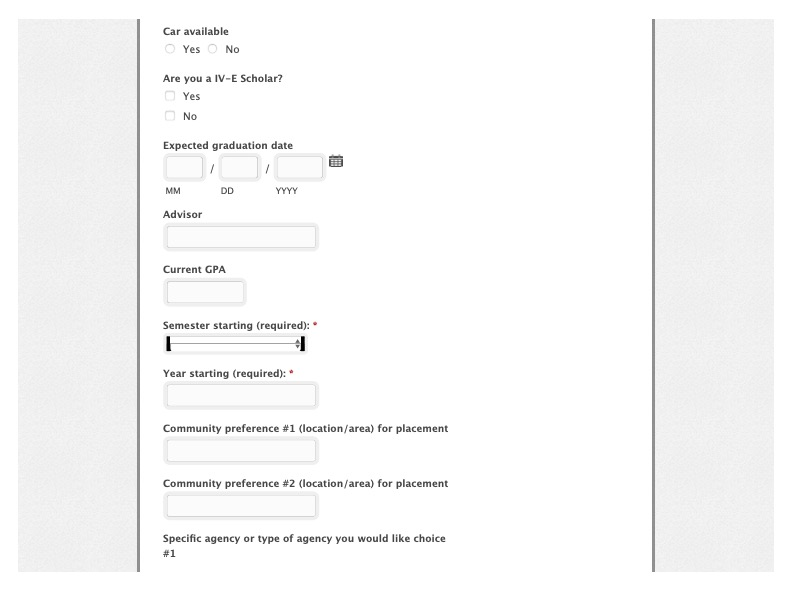 Car available
Yes No
Are you a IV-E Scholar?
Yes
No
Expected graduation date
/ /
MM DD YYYY
Advisor
Current GPA
Semester starting (required): *
Year starting (required): *
Community preference #1 (location/area) for placement
Community preference #2 (location/area) for placement
Specific agency or type of agency you would like choice
#1